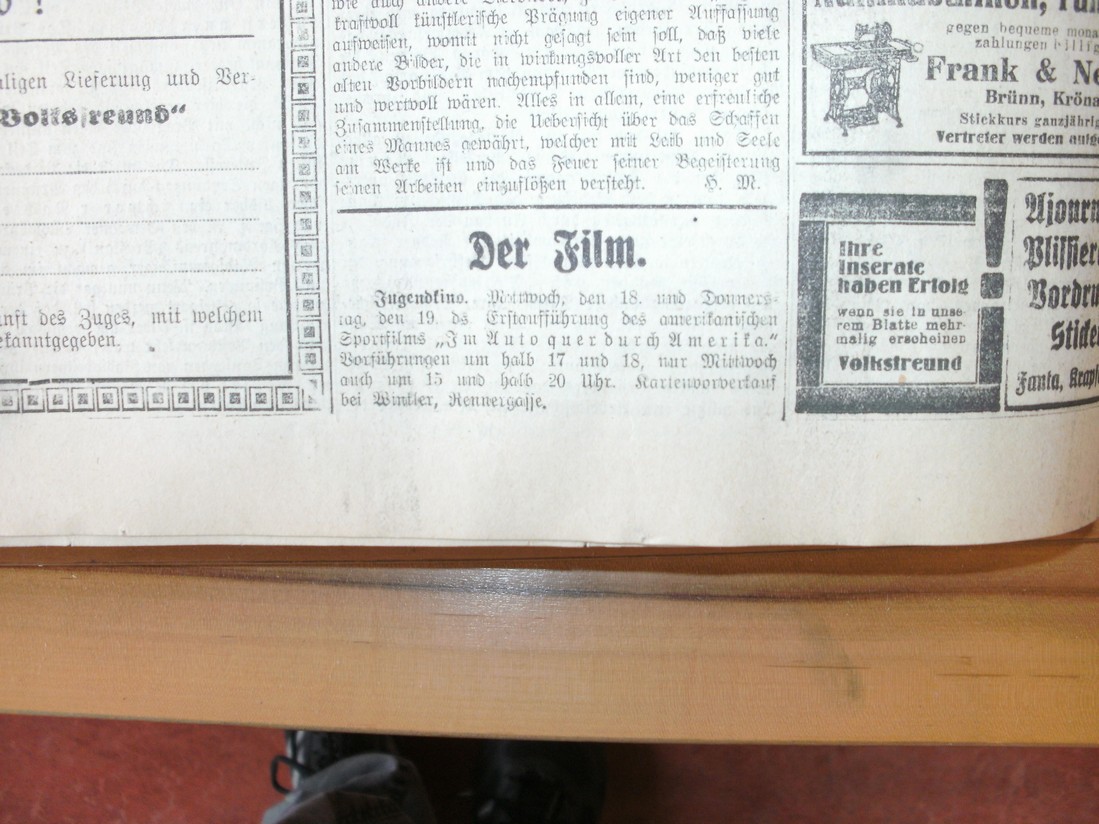 aligen Lieferung und Ver-
Volksfreund“
des Zuges, mit welchem
ekanntgegeben.
kraftvoll künstlerische Prägung eigener Auffassung
aufweisen, womit nicht gesagt sein soll, daß viele
andere Bilder, die in wirkungsvoller Art den besten
alten Vorbildern nachempfunden sind, weniger gut
und wertvoll wären. Alles in allem, eine erfreuliche
Zusammenstellung, die Uebersicht über das Schaffen
eines Mannes gewährt, welcher mit Leib und Seele
am Werke ist und das Feuer seiner Begeisterung
seinen Arbeiten einzuflößen versteht. H. M.
Der Film.
Jugendkino. Mittwoch, den 18. und Donners-
tag, den 19. ds Erstaufführung des amerikanischen
Sportfilms „Im Auto quer durch Amerika.“
Vorführungen um halb 17 und 18, nur Mittwoch
auch um 15 und halb 20 Uhr. Kartenvorverkauf
bei Winkler, Rennergasse.
gegen bequeme mona
zahlungen billig
Frank & Ne
Brünn, Kröna
Stickkurs ganzjährig
Vertreter werden aufge
Ihre
Inserate
haben Erfolg
wenn sie in unse-
rem Blatte mehr-
malig erscheinen
Volksfreund
!
Ajourn
Plissier
Vordru
Sticke
Janta, Krapf